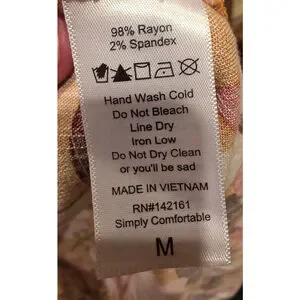 98% Rayon
2% Spandex
Hand Wash Cold
Do Not Bleach
Line Dry
Iron Low
Do Not Dry Clean
or you'll be sad
MADE IN VIETNAM
RN#142161
Simply Comfortable
M